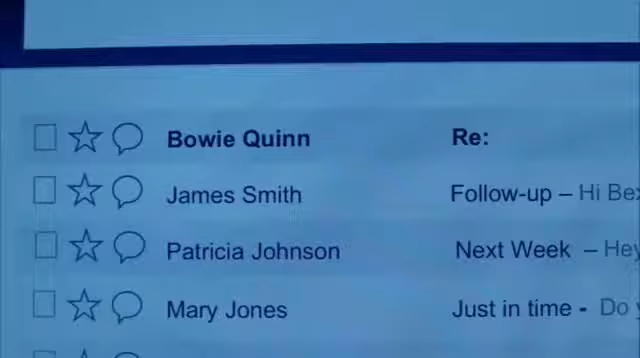 Bowie Quinn Re:
James Smith Follow-up – Hi Be
Patricia Johnson Next Week – Hey
Mary Jones Just in time - Do